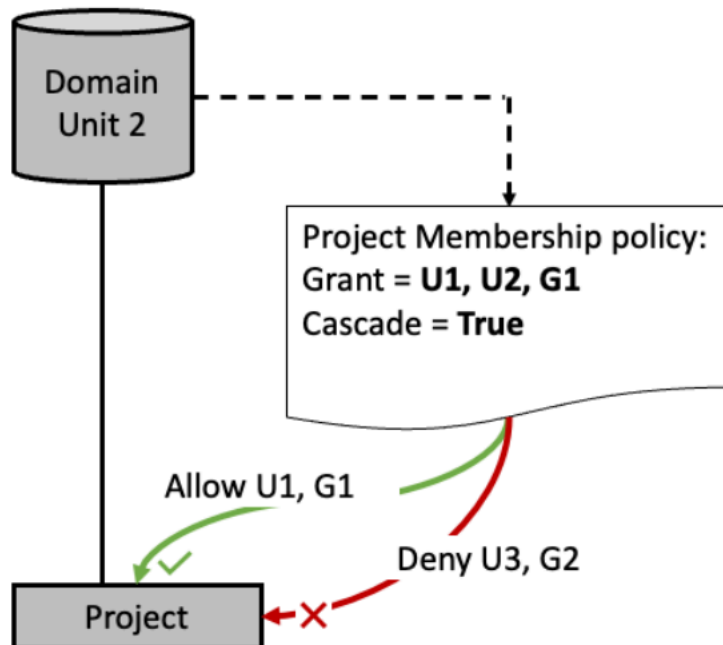 Domain
Unit 2
Project Membership policy:
Grant = U1, U2, G1
Cascade = True
Allow U1, G1
Deny U3, G2
Project